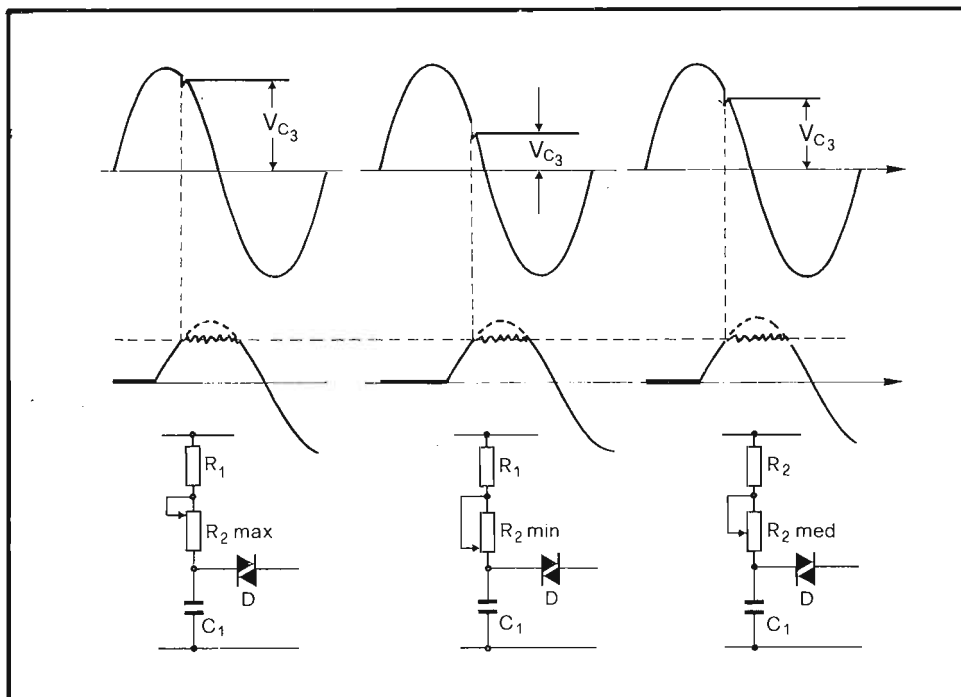 V C₃
V C₃
V C₃
R₁
R₂ max
D
C₁
R₁
R₂ min
D
C₁
R₂
R₂ med
D
C₁